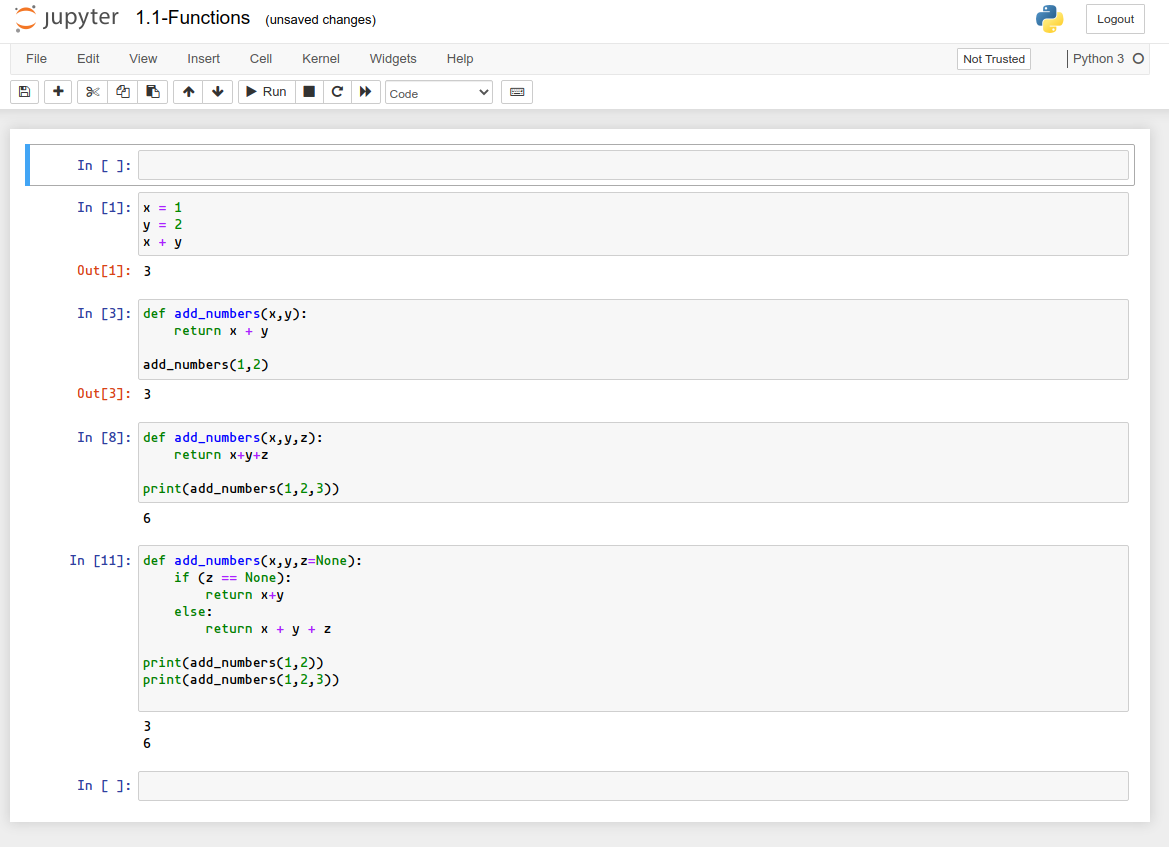 jupyter 1.1-Functions (unsaved changes)
Logout
File Edit View Insert Cell Kernel Widgets Help
Not Trusted
Python 3
Run
Code
In [ ]:
In [1]:
x = 1
y = 2
x + y
Out[1]:
3
In [3]:
def add_numbers(x,y):
    return x + y
add_numbers(1,2)
Out[3]:
3
In [8]:
def add_numbers(x,y,z):
    return x+y+z
print(add_numbers(1,2,3))
6
In [11]:
def add_numbers(x,y,z=None):
    if (z == None):
        return x+y
    else:
        return x + y + z
print(add_numbers(1,2))
print(add_numbers(1,2,3))
3
6
In [ ]: